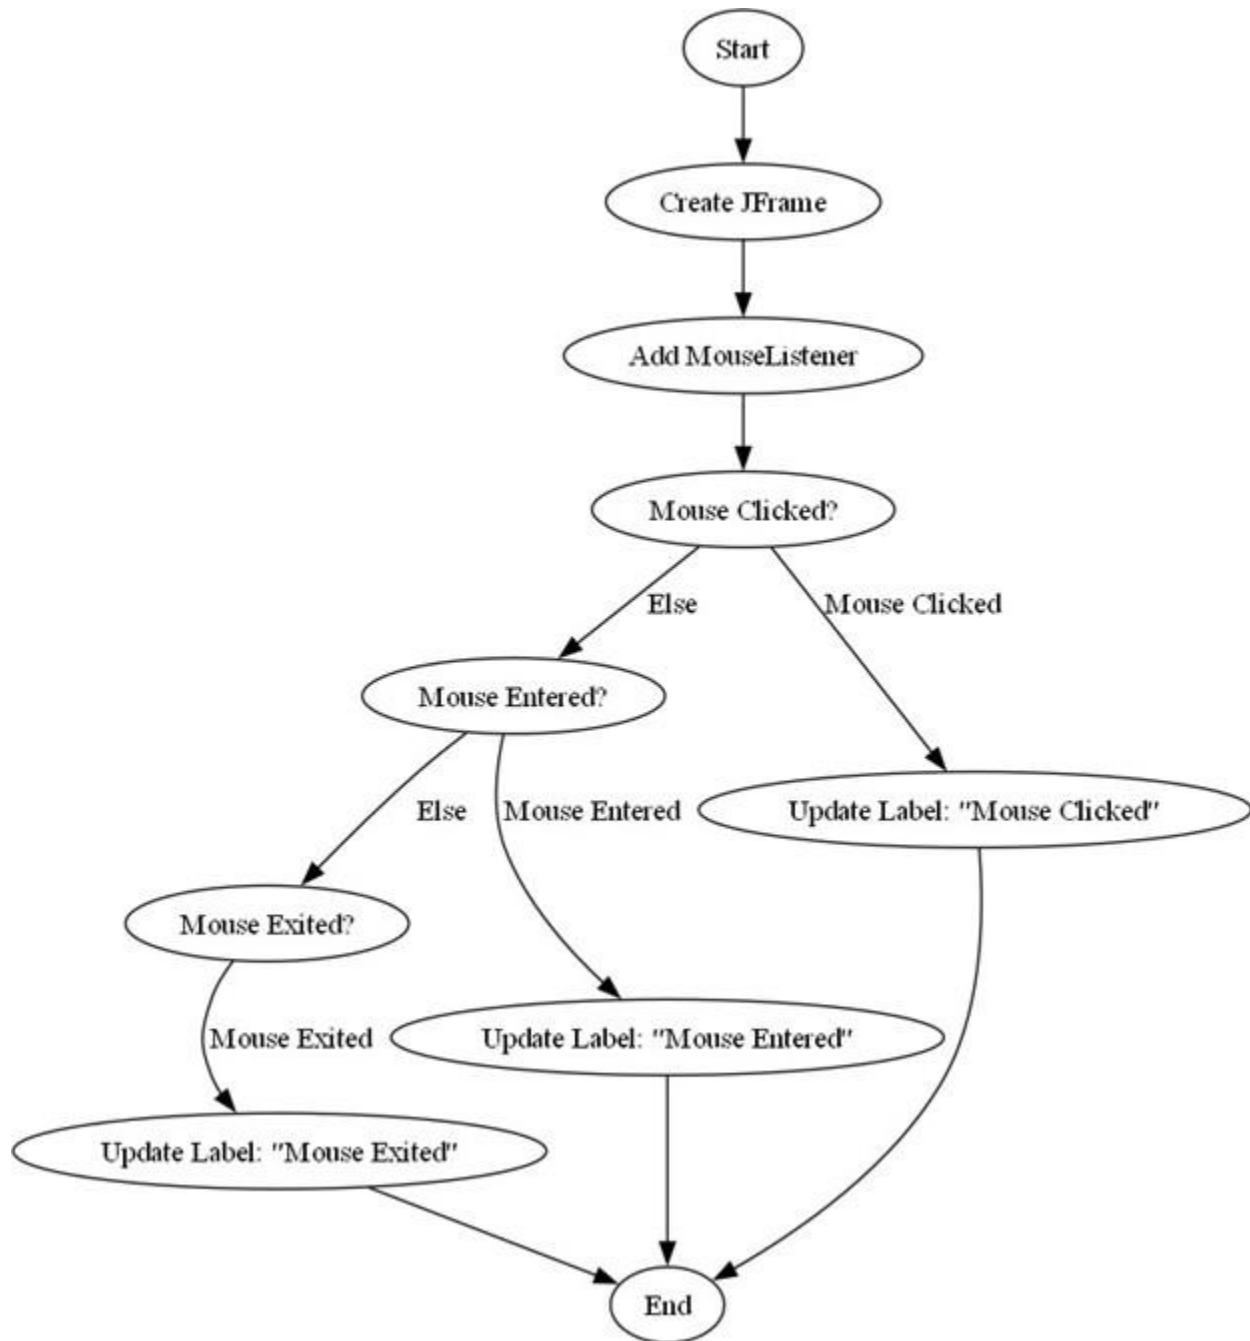 Start
Create JFrame
Add MouseListener
Mouse Clicked?
Else
Mouse Clicked
Mouse Entered?
Else
Mouse Entered
Update Label: "Mouse Clicked"
Mouse Exited?
Mouse Exited
Update Label: "Mouse Entered"
Update Label: "Mouse Exited"
End